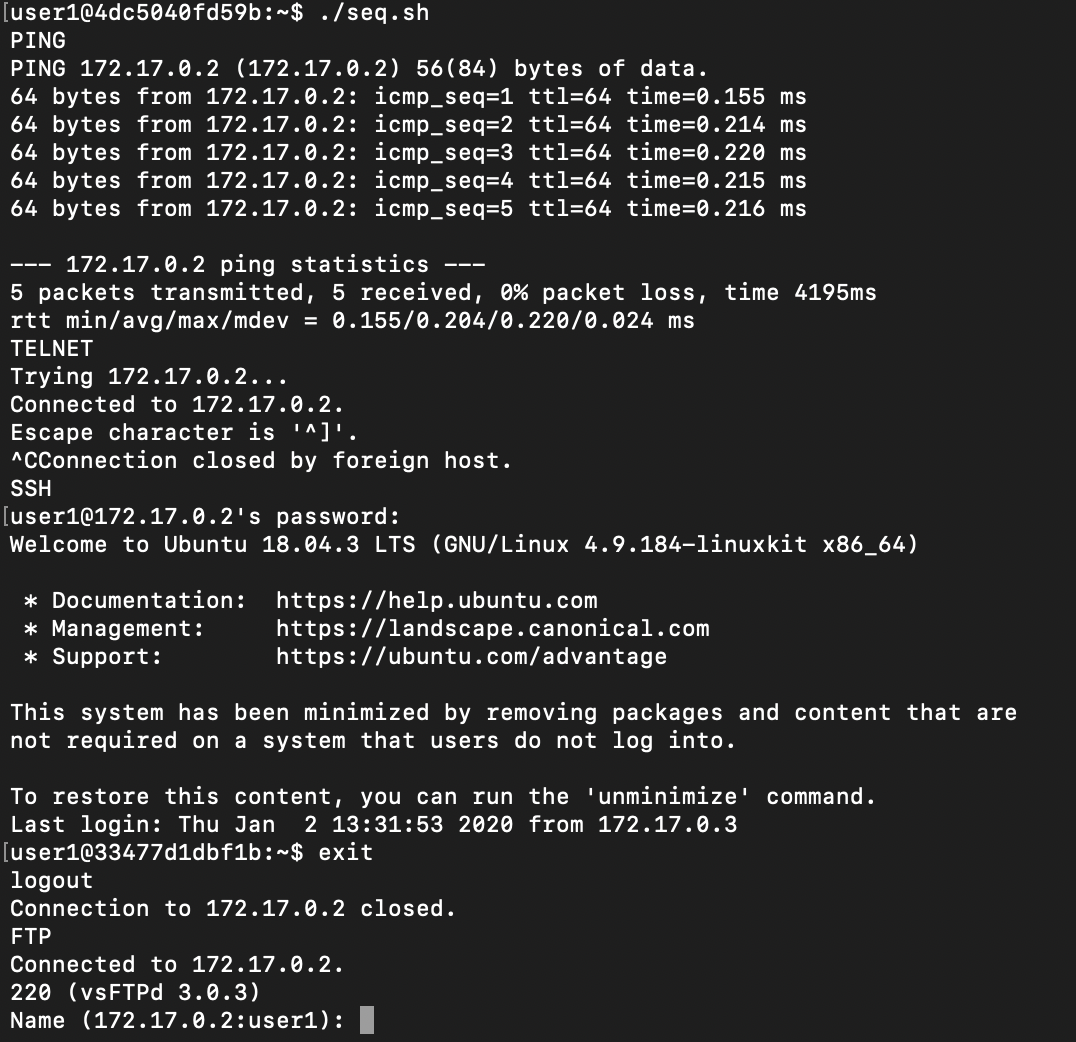 [user1@4dc5040fd59b:~$ ./seq.sh
PING
PING 172.17.0.2 (172.17.0.2) 56(84) bytes of data.
64 bytes from 172.17.0.2: icmp_seq=1 ttl=64 time=0.155 ms
64 bytes from 172.17.0.2: icmp_seq=2 ttl=64 time=0.214 ms
64 bytes from 172.17.0.2: icmp_seq=3 ttl=64 time=0.220 ms
64 bytes from 172.17.0.2: icmp_seq=4 ttl=64 time=0.215 ms
64 bytes from 172.17.0.2: icmp_seq=5 ttl=64 time=0.216 ms

--- 172.17.0.2 ping statistics ---
5 packets transmitted, 5 received, 0% packet loss, time 4195ms
rtt min/avg/max/mdev = 0.155/0.204/0.220/0.024 ms
TELNET
Trying 172.17.0.2...
Connected to 172.17.0.2.
Escape character is '^]'.
^CConnection closed by foreign host.
SSH
[user1@172.17.0.2's password:
Welcome to Ubuntu 18.04.3 LTS (GNU/Linux 4.9.184-linuxkit x86_64)

 * Documentation:  https://help.ubuntu.com
 * Management:     https://landscape.canonical.com
 * Support:        https://ubuntu.com/advantage

This system has been minimized by removing packages and content that are
not required on a system that users do not log into.

To restore this content, you can run the 'unminimize' command.
Last login: Thu Jan  2 13:31:53 2020 from 172.17.0.3
[user1@33477d1dbf1b:~$ exit
logout
Connection to 172.17.0.2 closed.
FTP
Connected to 172.17.0.2.
220 (vsFTPd 3.0.3)
Name (172.17.0.2:user1):